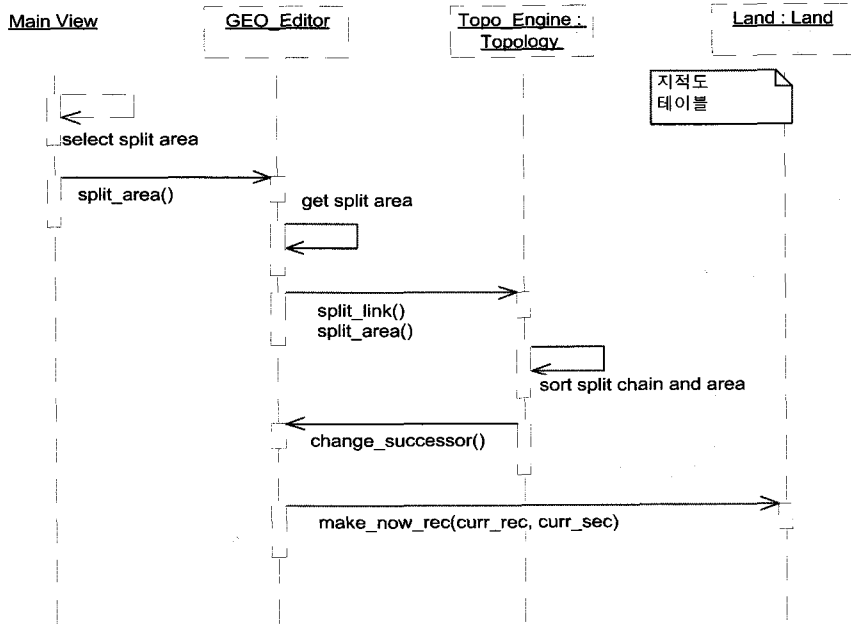 Main View
GEO_Editor
Topo_Engine :
Topology
Land : Land
지적도
테이블
select split area
split_area()
get split area
split_link()
split_area()
sort split chain and area
change_successor()
make_now_rec(curr_rec, curr_sec)